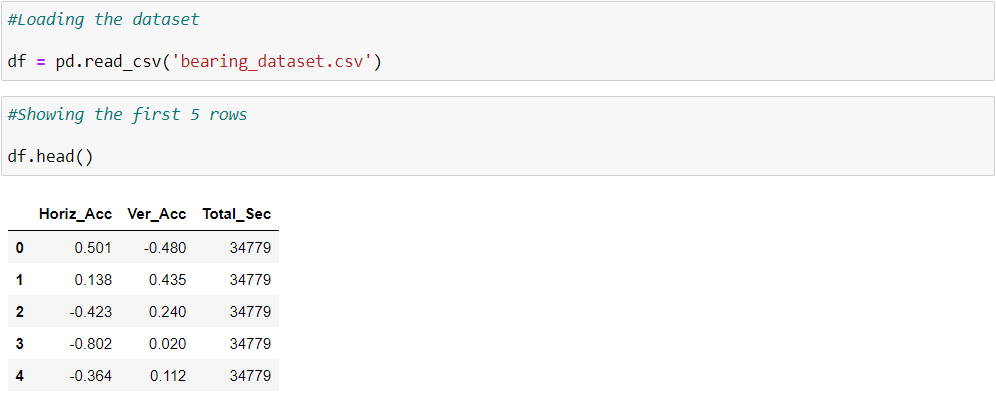 #Loading the dataset
df = pd.read_csv('bearing_dataset.csv')
#Showing the first 5 rows
df.head()
Horiz_Acc Ver_Acc Total_Sec
0 0.501 -0.480 34779
1 0.138 0.435 34779
2 -0.423 0.240 34779
3 -0.802 0.020 34779
4 -0.364 0.112 34779